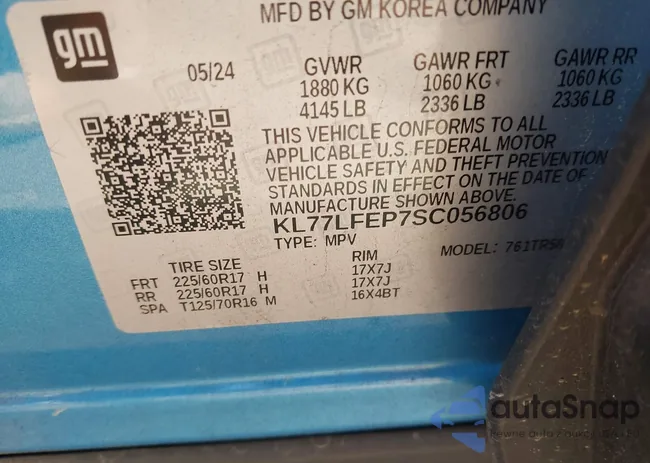 MFD BY GM KOREA COMPANY
gm
05/24
GVWR GAWR FRT GAWR RR
1880 KG 1060 KG 1060 KG
4145 LB 2336 LB 2336 LB
THIS VEHICLE CONFORMS TO ALL
APPLICABLE U.S. FEDERAL MOTOR
VEHICLE SAFETY AND THEFT PREVENTION
STANDARDS IN EFFECT ON THE DATE OF
MANUFACTURE SHOWN ABOVE.
KL77LFEP7SC056806
TYPE: MPV MODEL: 761TR58
TIRE SIZE RIM
FRT 225/60R17 H 17X7J
RR 225/60R17 H 17X7J
SPA T125/70R16 M 16X4BT
autaSnap